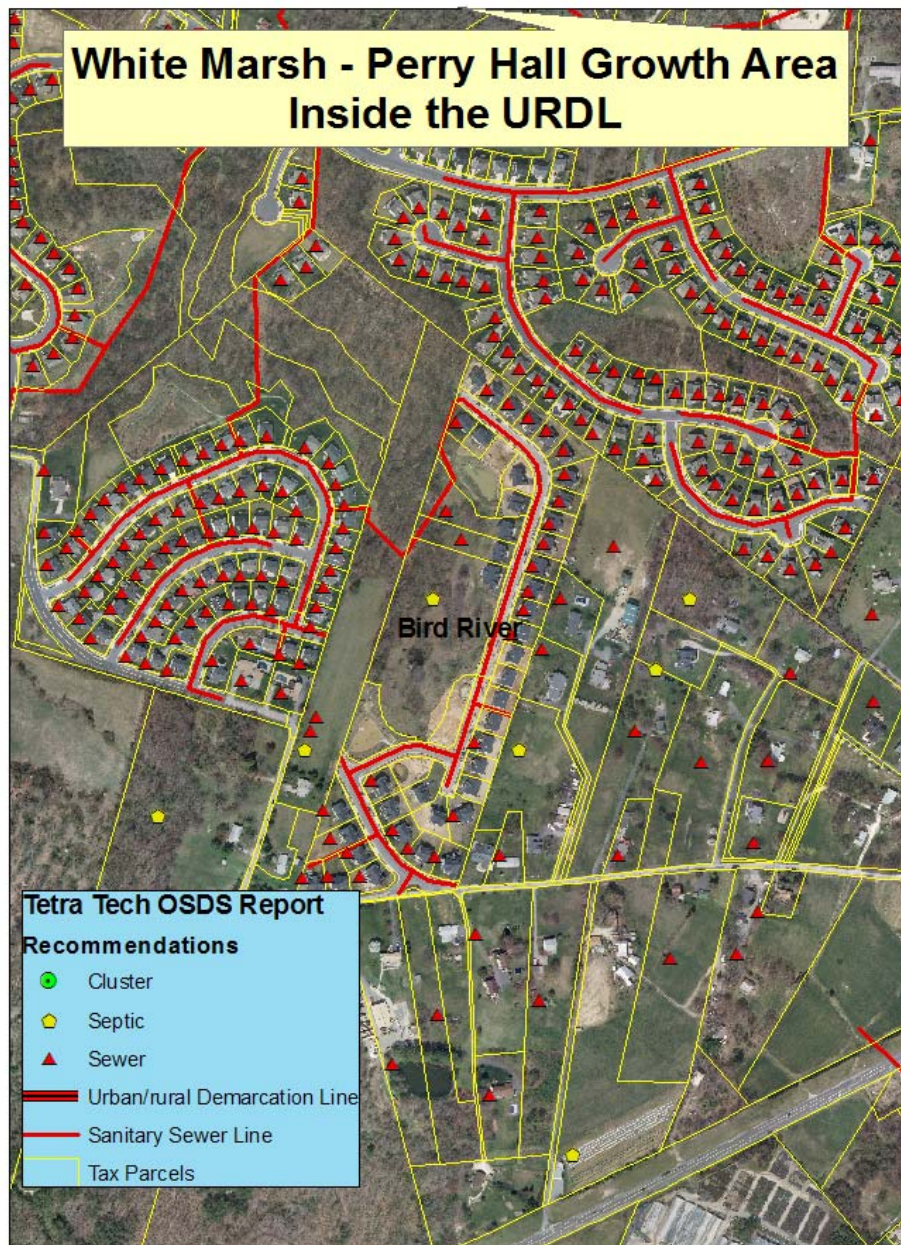 White Marsh - Perry Hall Growth Area
Inside the URDL
Bird River
Tetra Tech OSDS Report
Recommendations
Cluster
Septic
Sewer
Urban/rural Demarcation Line
Sanitary Sewer Line
Tax Parcels